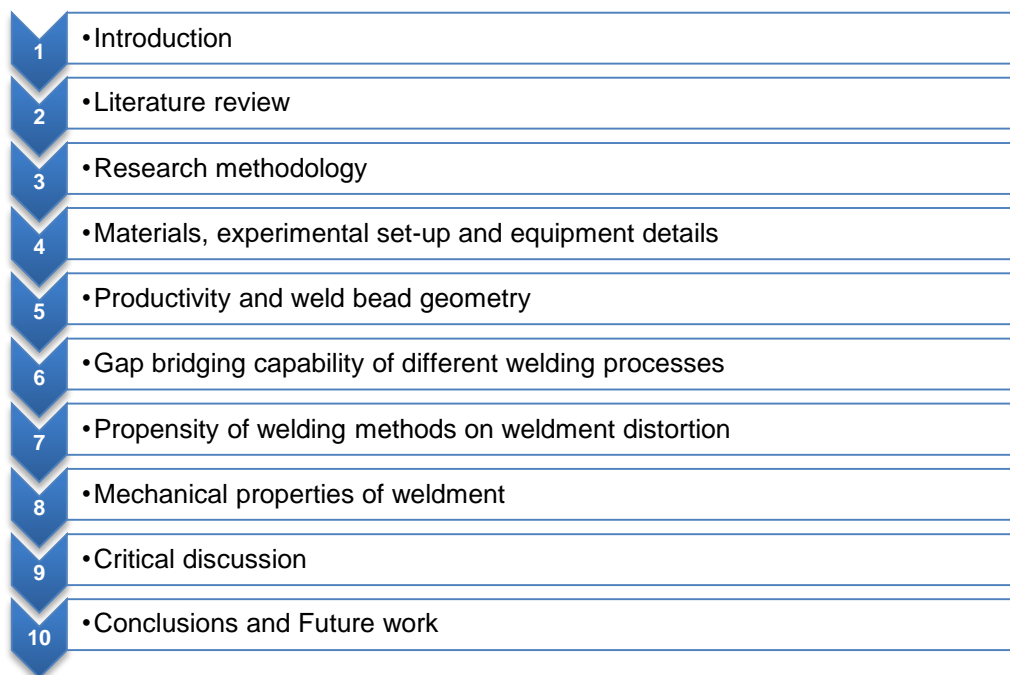 1 •Introduction
2 •Literature review
3 •Research methodology
4 •Materials, experimental set-up and equipment details
5 •Productivity and weld bead geometry
6 •Gap bridging capability of different welding processes
7 •Propensity of welding methods on weldment distortion
8 •Mechanical properties of weldment
9 •Critical discussion
10 •Conclusions and Future work